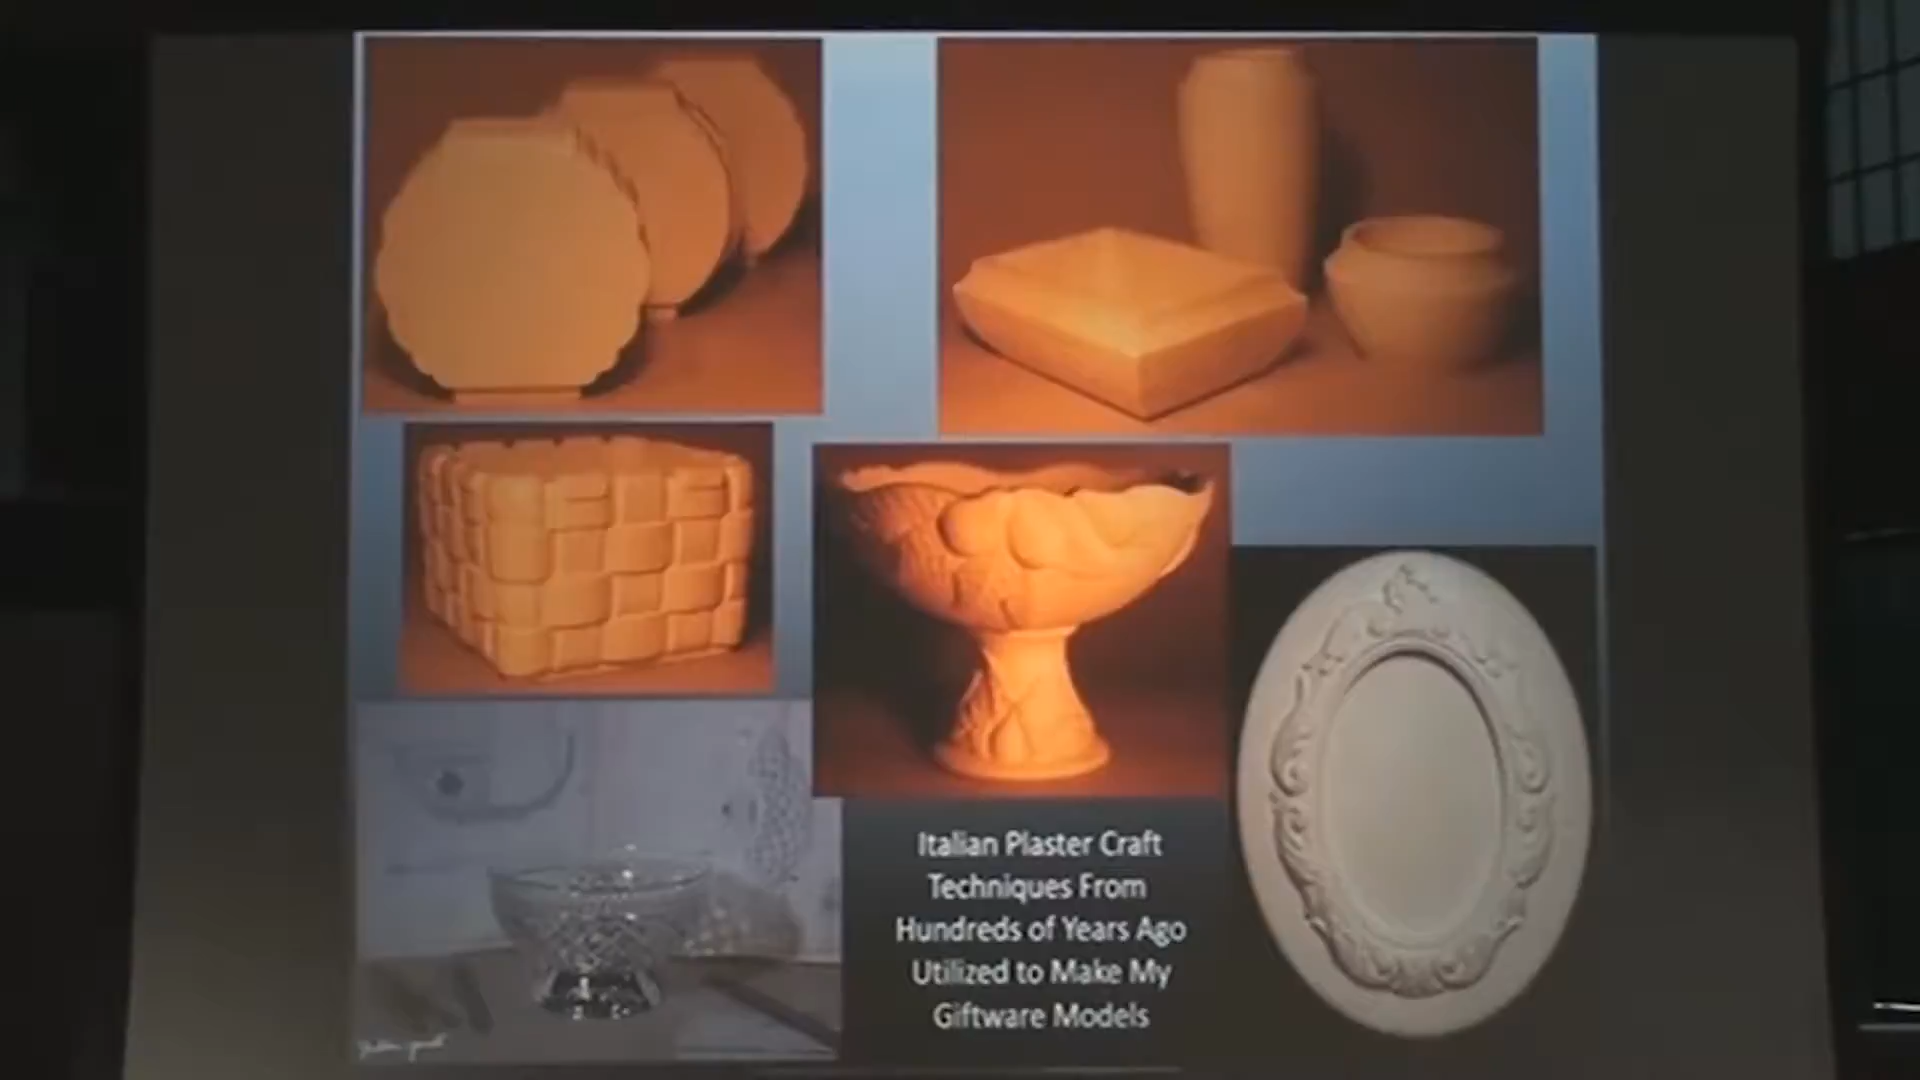 Italian Plaster Craft
Techniques From
Hundreds of Years Ago
Utilized to Make My
Giftware Models